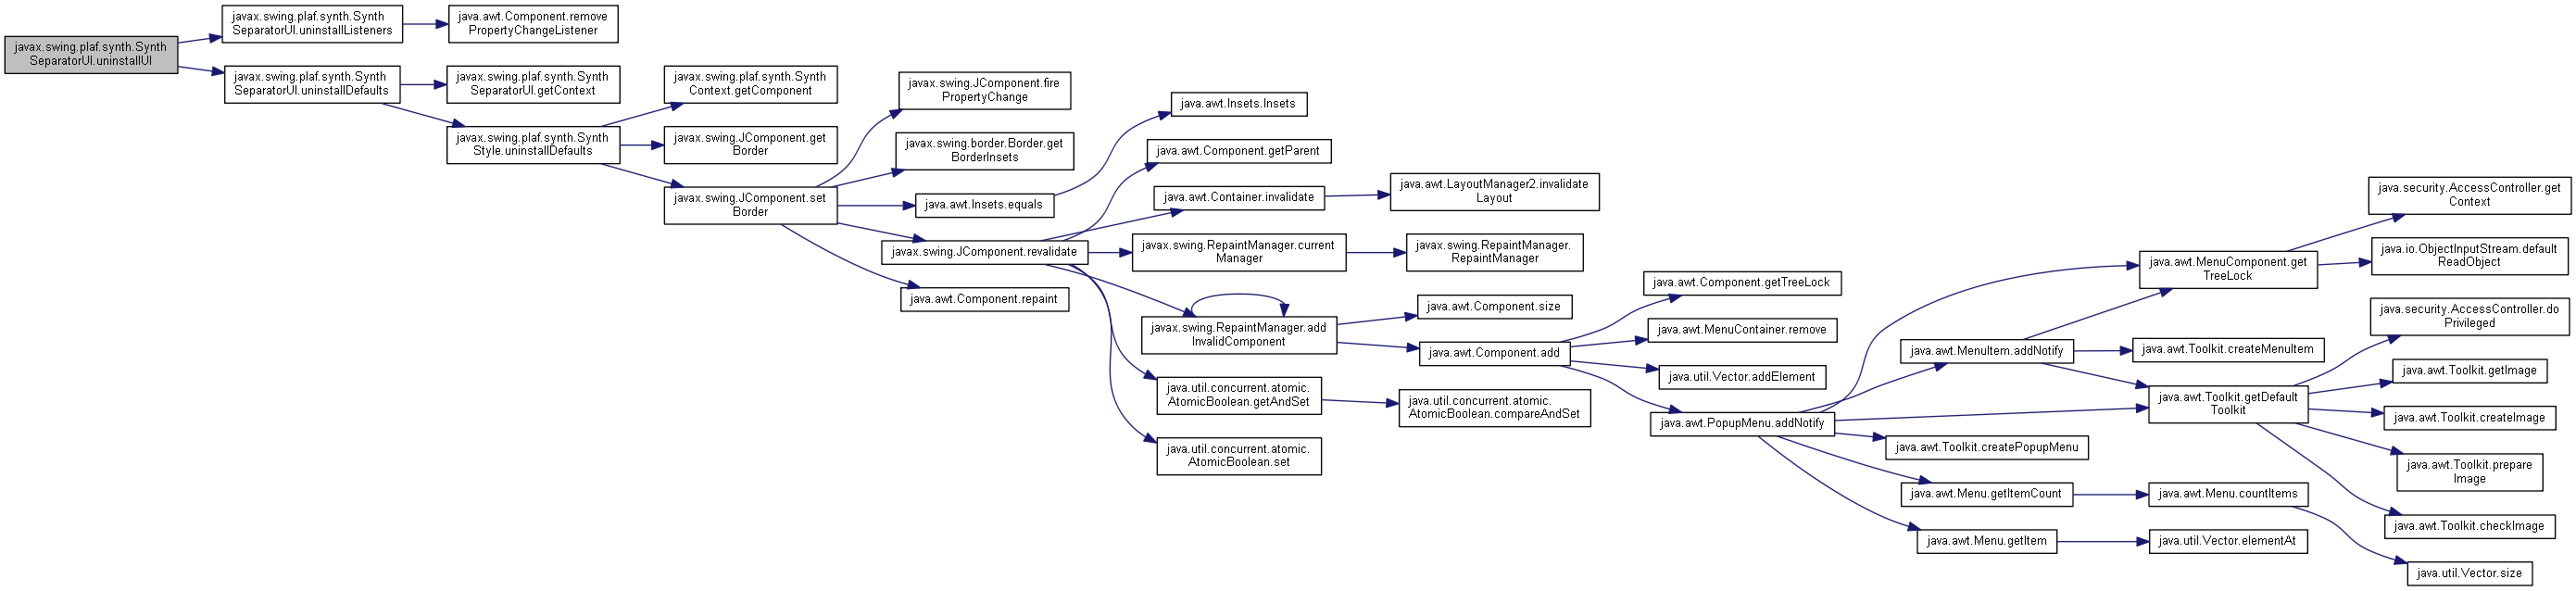 javax.swing.plaf.synth.Synth
SeparatorUI.uninstallUI
javax.swing.plaf.synth.Synth
SeparatorUI.uninstallListeners
java.awt.Component.remove
PropertyChangeListener
javax.swing.plaf.synth.Synth
SeparatorUI.uninstallDefaults
javax.swing.plaf.synth.Synth
SeparatorUI.getContext
javax.swing.plaf.synth.Synth
Style.uninstallDefaults
javax.swing.plaf.synth.Synth
Context.getComponent
javax.swing.JComponent.get
Border
javax.swing.JComponent.set
Border
javax.swing.JComponent.fire
PropertyChange
javax.swing.border.Border.get
BorderInsets
java.awt.Insets.equals
javax.swing.JComponent.revalidate
java.awt.Component.repaint
java.awt.Insets.Insets
java.awt.Component.getParent
java.awt.Container.invalidate
javax.swing.RepaintManager.current
Manager
javax.swing.RepaintManager.add
InvalidComponent
java.util.concurrent.atomic.
AtomicBoolean.getAndSet
java.util.concurrent.atomic.
AtomicBoolean.set
java.awt.LayoutManager2.invalidate
Layout
javax.swing.RepaintManager.
RepaintManager
java.awt.Component.size
java.awt.Component.add
java.util.concurrent.atomic.
AtomicBoolean.compareAndSet
java.awt.Component.getTreeLock
java.awt.MenuContainer.remove
java.util.Vector.addElement
java.awt.PopupMenu.addNotify
java.awt.MenuItem.addNotify
java.awt.Toolkit.createPopupMenu
java.awt.Menu.getItemCount
java.awt.Menu.getItem
java.awt.MenuComponent.get
TreeLock
java.awt.Toolkit.createMenuItem
java.awt.Toolkit.getDefault
Toolkit
java.awt.Menu.countItems
java.util.Vector.elementAt
java.security.AccessController.get
Context
java.io.ObjectInputStream.default
ReadObject
java.security.AccessController.do
Privileged
java.awt.Toolkit.getImage
java.awt.Toolkit.createImage
java.awt.Toolkit.prepare
Image
java.awt.Toolkit.checkImage
java.util.Vector.size